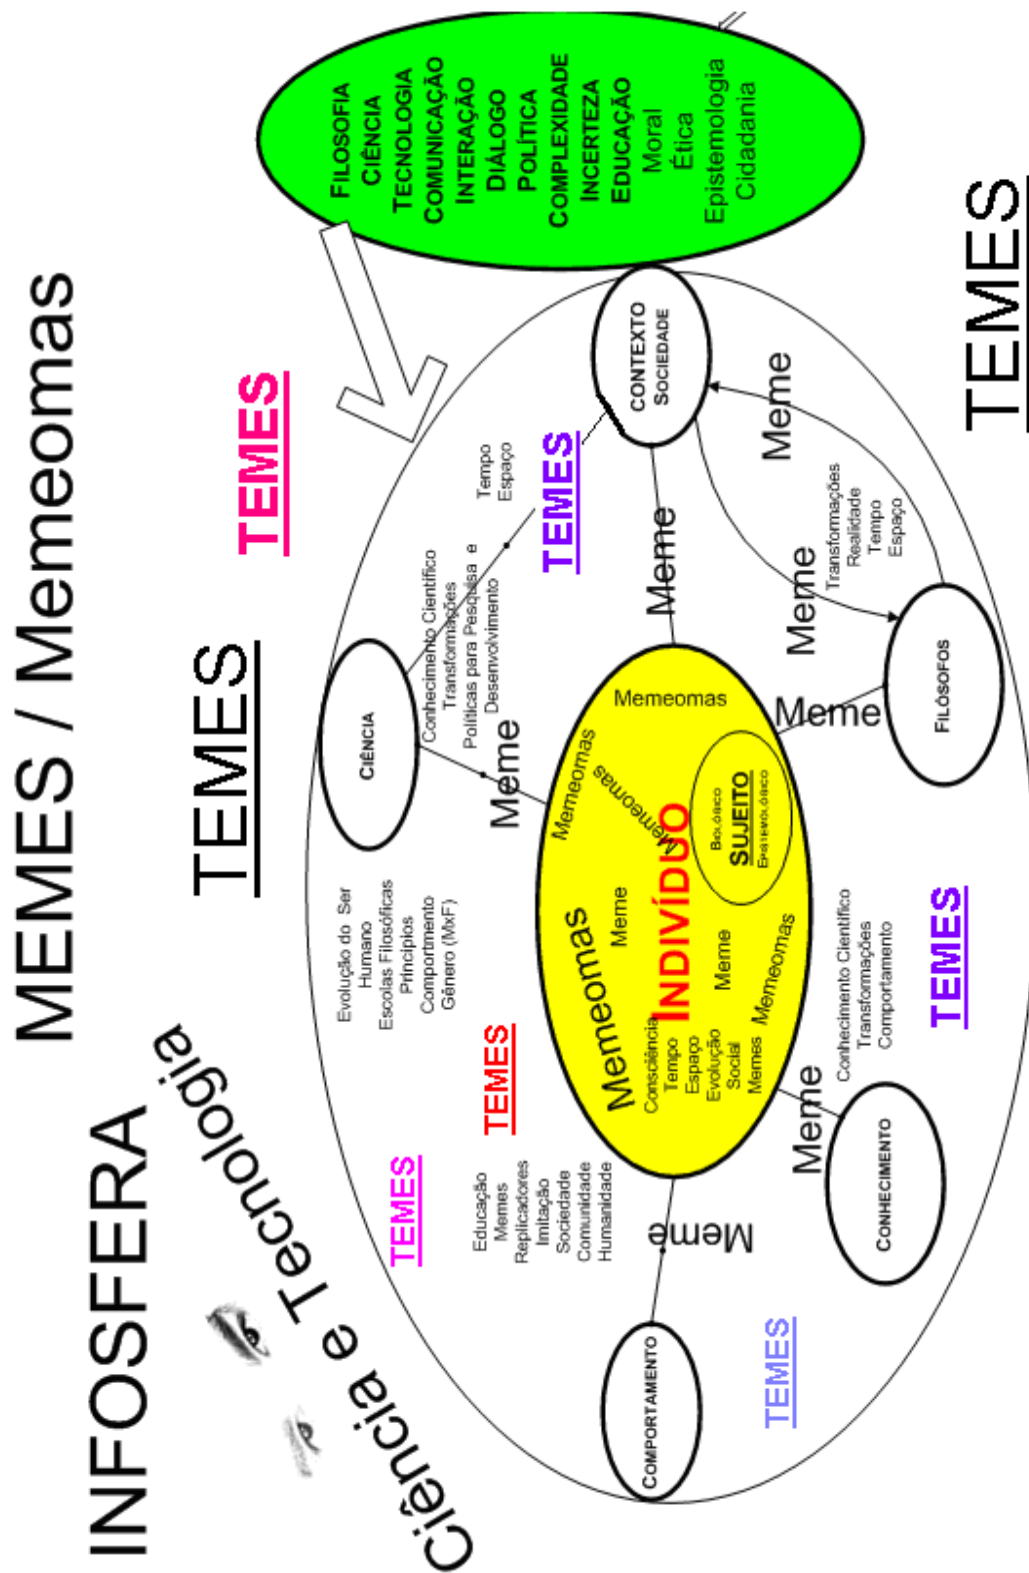 INFOSFERA
MEMES / Memeomas
Ciência e Tecnologia
TEMES
TEMES
FILOSOFIA
CIÊNCIA
TECNOLOGIA
COMUNICAÇÃO
INTERAÇÃO
DIÁLOGO
POLÍTICA
COMPLEXIDADE
INCERTEZA
EDUCAÇÃO
Moral
Ética
Epistemologia
Cidadania
Evolução do Ser
Humano
Escolas Filosóficas
Princípios
Comportmento
Gênero (MxF)
CIÊNCIA
Conhecimento Científico
Transformações
Políticas para Pesquisa e
Desenvolvimento
Tempo
Espaço
TEMES
TEMES
Educação
Memes
Replicadores
Imitação
Sociedade
Comunidade
Humanidade
Meme
TEMES
Memeomas
Memeomas
Memeomas
Memeomas
Meme
INDIVÍDUO
Consciência
Tempo
Espaço
Evolução
Social
Memes
Meme
Memeomas
BIOLÓGICO
SUJEITO
EPISTEMOLÓGICO
COMPORTAMENTO
Meme
Meme
CONTEXTO
SOCIEDADE
TEMES
Meme
Meme
Meme
Meme
Transformações
Realidade
Tempo
Espaço
Conhecimento Científico
Transformações
Comportamento
CONHECIMENTO
TEMES
FILÓSOFOS
TEMES